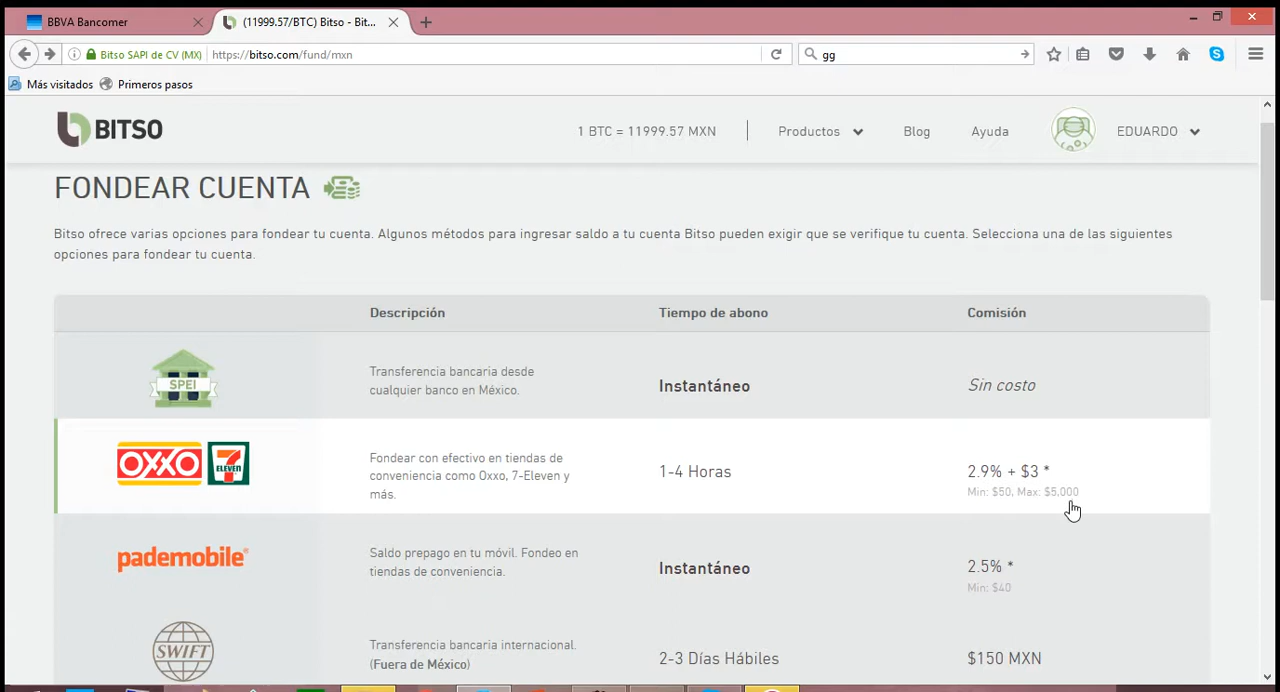 BBVA Bancomer
(11999.57/BTC) Bitso - Bit...
Bitso SAPI de CV (MX)
https://bitso.com/fund/mxn
gg
Más visitados
Primeros pasos
BITSO
1 BTC = 11999.57 MXN
Productos
Blog
Ayuda
EDUARDO
FONDEAR CUENTA
Bitso ofrece varias opciones para fondear tu cuenta. Algunos métodos para ingresar saldo a tu cuenta Bitso pueden exigir que se verifique tu cuenta. Selecciona una de las siguientes
opciones para fondear tu cuenta.
Descripción
Tiempo de abono
Comisión
SPEI
Transferencia bancaria desde
cualquier banco en México.
Instantáneo
Sin costo
OXXO
7 ELEVEN
Fondear con efectivo en tiendas de
conveniencia como Oxxo, 7-Eleven y
más.
1-4 Horas
2.9% + $3 *
Min: $50, Max: $5,000
pademobile
Saldo prepago en tu móvil. Fondeo en
tiendas de conveniencia.
Instantáneo
2.5% *
Min: $40
SWIFT
Transferencia bancaria internacional.
(Fuera de México)
2-3 Días Hábiles
$150 MXN